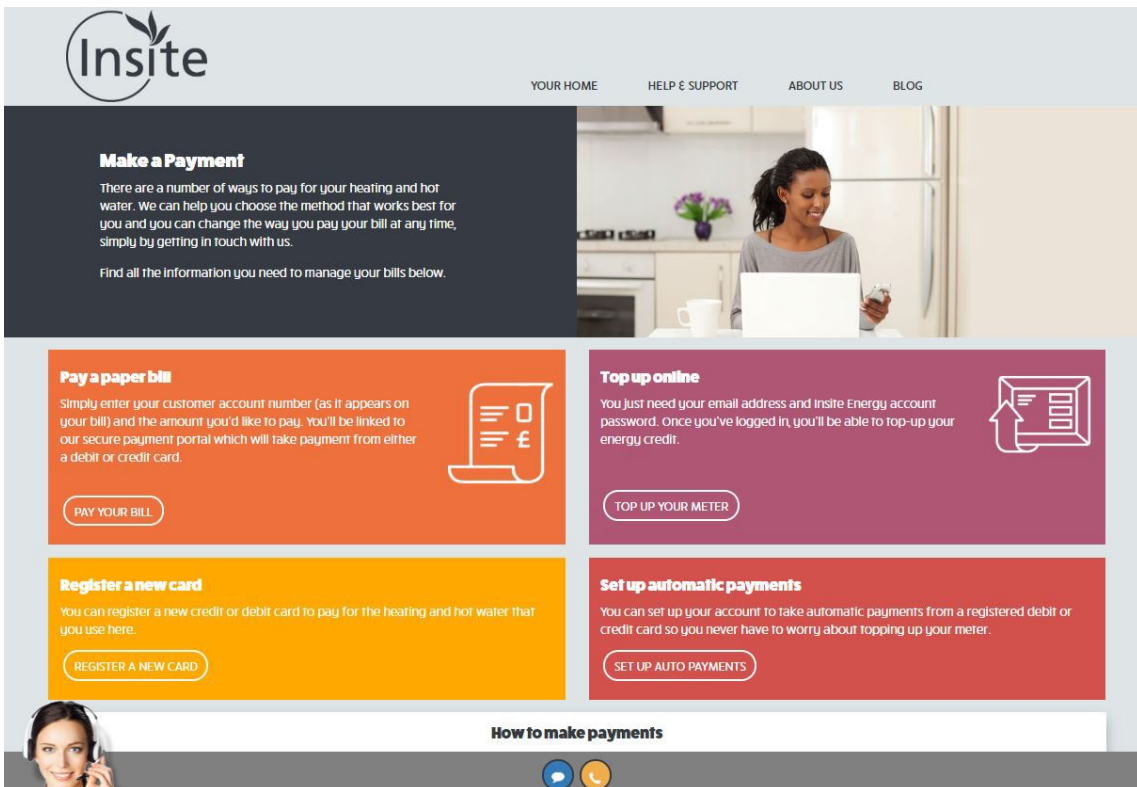 Insite
YOUR HOME HELP & SUPPORT ABOUT US BLOG
Make a Payment
There are a number of ways to pay for your heating and hot
water. We can help you choose the method that works best for
you and you can change the way you pay your bill at any time,
simply by getting in touch with us.
Find all the information you need to manage your bills below.
Pay a paper bill
Simply enter your customer account number (as it appears on
your bill) and the amount you'd like to pay. You'll be linked to
our secure payment portal which will take payment from either
a debit or credit card.
£
PAY YOUR BILL
Top up online
You just need your email address and Insite Energy account
password. Once you've logged in, you'll be able to top-up your
energy credit.
TOP UP YOUR METER
Register a new card
You can register a new credit or debit card to pay for the heating and hot water that
you use here.
REGISTER A NEW CARD
Set up automatic payments
You can set up your account to take automatic payments from a registered debit or
credit card so you never have to worry about topping up your meter.
SET UP AUTO PAYMENTS
How to make payments